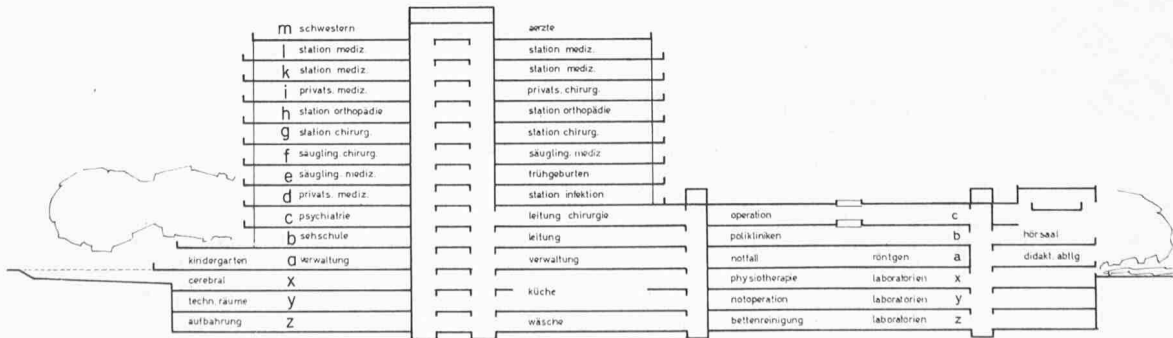 m schwestern aerzte
l station mediz. station mediz.
k station mediz. station mediz.
i privats. mediz. privats. chirurg.
h station orthopädie station orthopädie
g station chirurg. station chirurg.
f säugling chirurg. säugling. mediz
e säugling. mediz. frühgeburten
d privats. mediz. station infektion
c psychiatrie leitung chirurgie operation c
b sehschule leitung polikliniken b hörsaal
kindergarten a verwaltung verwaltung notfall röntgen a didakt. abtlg
cerebral x physiotherapie laboratorien x
küche
techn. räume y notoperation laboratorien y
aufbahrung z wäsche bettenreinigung laboratorien z